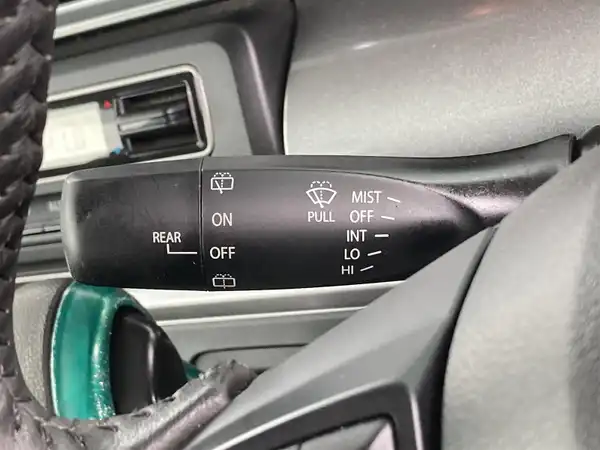 REAR
ON
OFF
PULL
MIST
OFF
INT
LO
HI